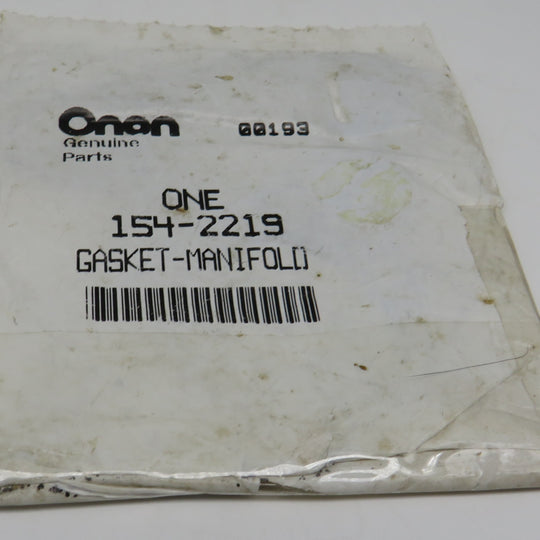 Onan 00193
Genuine
Parts
ONE
154-2219
GASKET-MANIFOLD